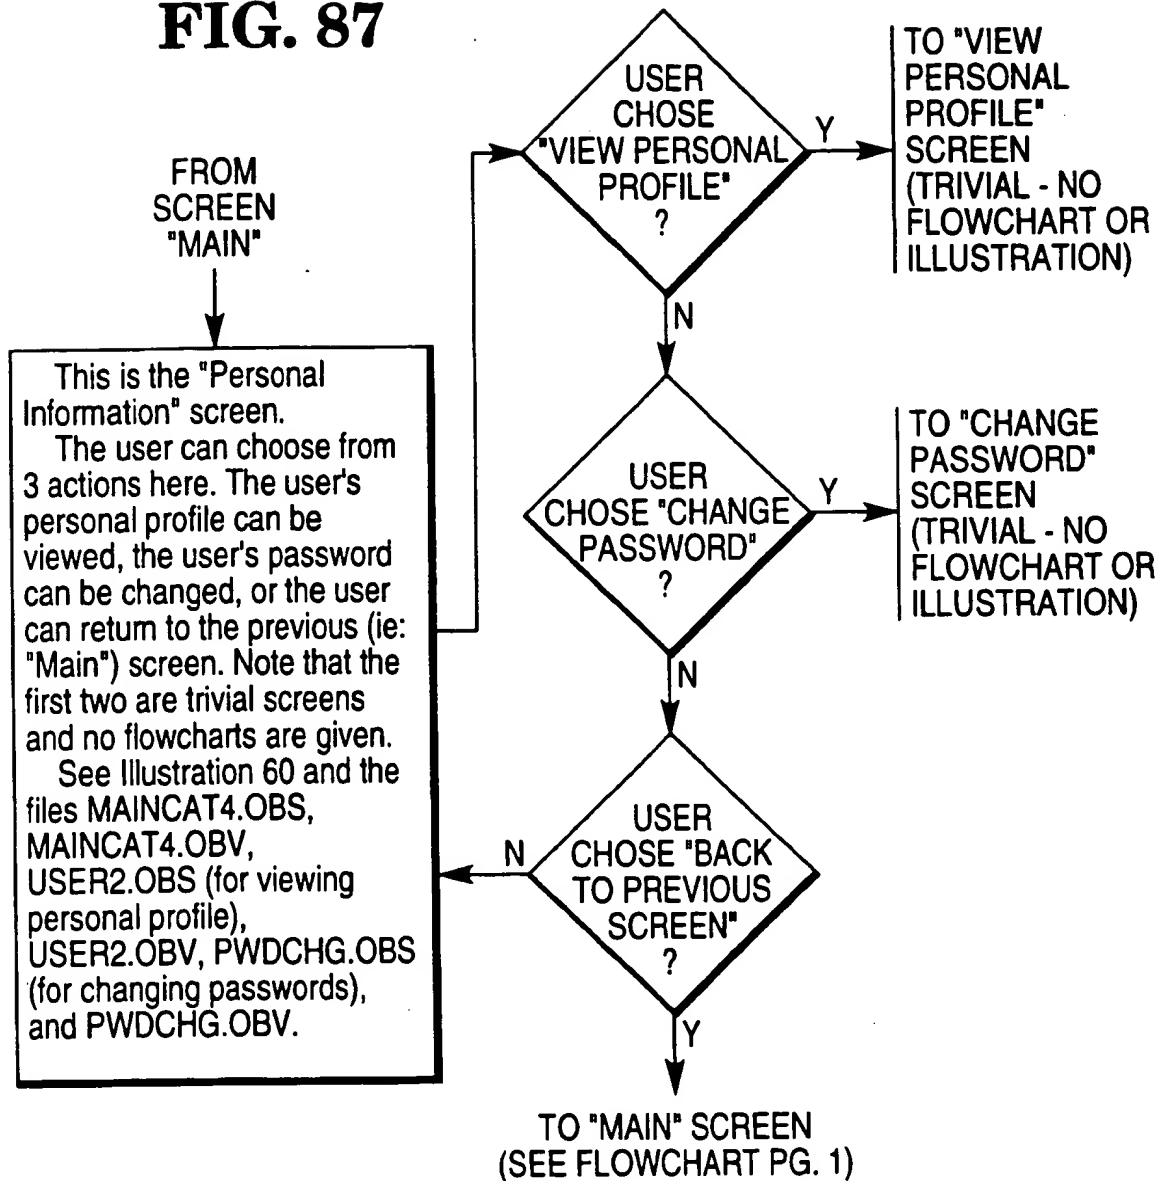 FIG. 87
FROM
SCREEN
"MAIN"
This is the "Personal
Information" screen.
The user can choose from
3 actions here. The user's
personal profile can be
viewed, the user's password
can be changed, or the user
can return to the previous (ie:
"Main") screen. Note that the
first two are trivial screens
and no flowcharts are given.
See Illustration 60 and the
files MAINCAT4.OBS,
MAINCAT4.OBV,
USER2.OBS (for viewing
personal profile),
USER2.OBV, PWDCHG.OBS
(for changing passwords),
and PWDCHG.OBV.
USER
CHOSE
"VIEW PERSONAL
PROFILE"
?
Y
TO "VIEW
PERSONAL
PROFILE"
SCREEN
(TRIVIAL - NO
FLOWCHART OR
ILLUSTRATION)
N
USER
CHOSE "CHANGE
PASSWORD"
?
Y
TO "CHANGE
PASSWORD"
SCREEN
(TRIVIAL - NO
FLOWCHART OR
ILLUSTRATION)
N
USER
CHOSE "BACK
TO PREVIOUS
SCREEN"
?
N
Y
TO "MAIN" SCREEN
(SEE FLOWCHART PG. 1)